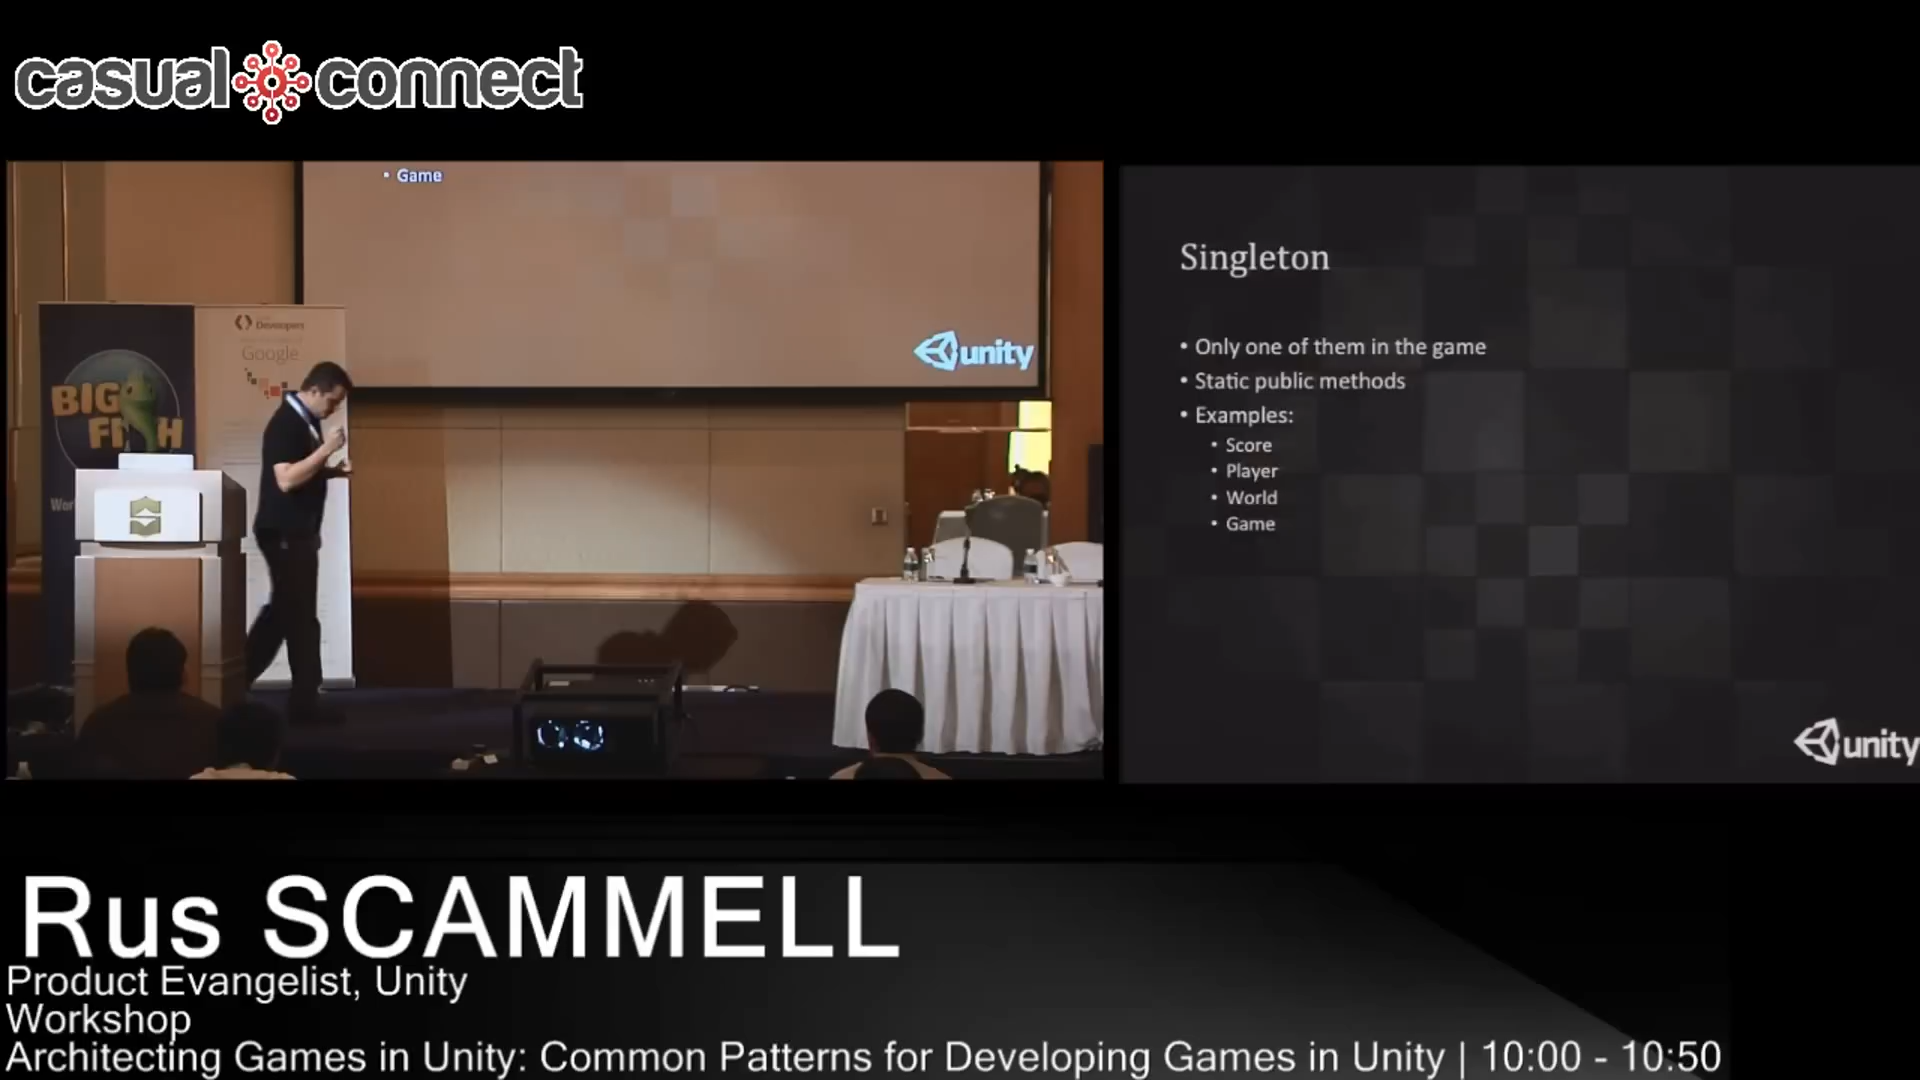 casual connect
• Game
unity
Developers
Google
BIG
FISH
Singleton
• Only one of them in the game
• Static public methods
• Examples:
• Score
• Player
• World
• Game
unity
Rus SCAMMELL
Product Evangelist, Unity
Workshop
Architecting Games in Unity: Common Patterns for Developing Games in Unity | 10:00 - 10:50